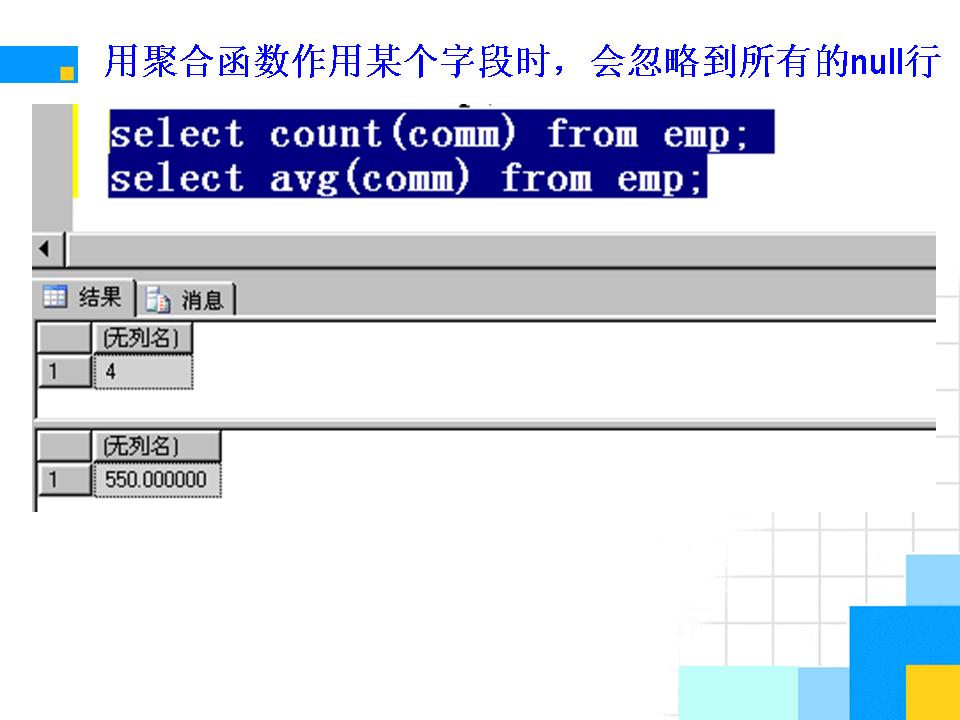 用聚合函数作用某个字段时，会忽略到所有的null行
select count(comm) from emp;
select avg(comm) from emp;
结果 消息
(无列名)
1 4
(无列名)
1 550.000000